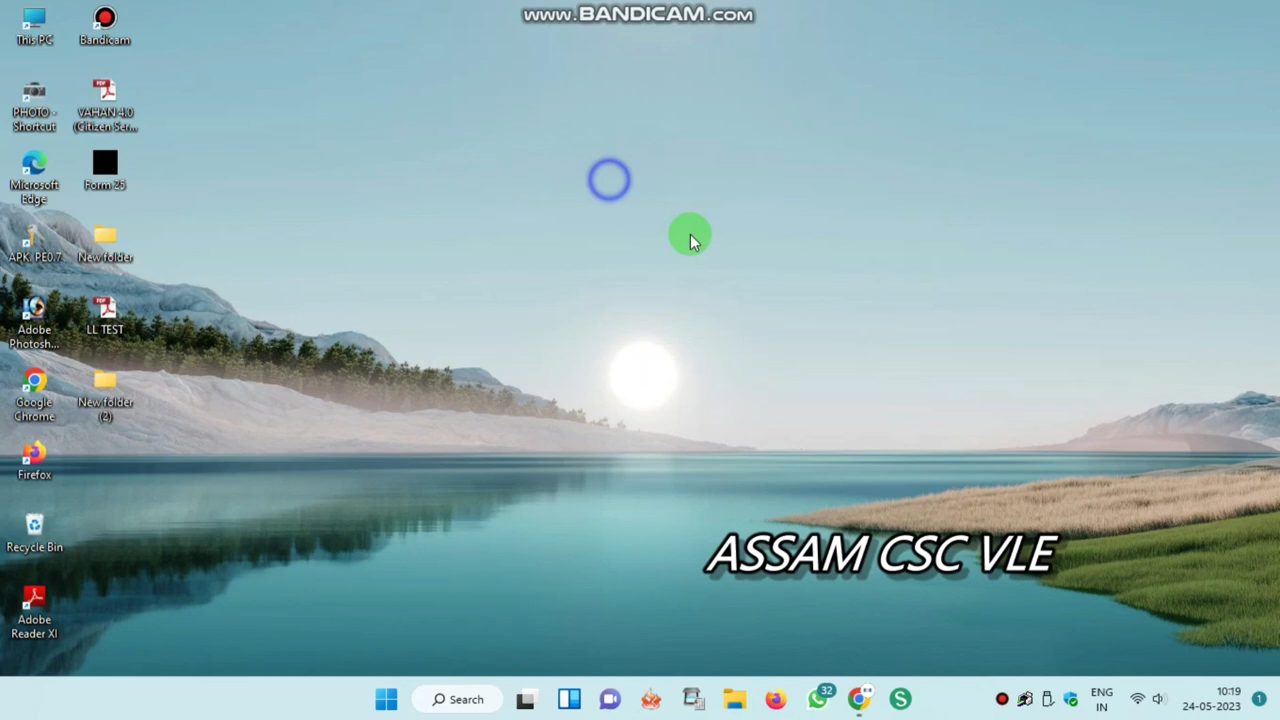 www.BANDICAM.com
This PC
Bandicam
PHOTO - Shortcut
VAHAN 4.0 (Citizen Ser...
Microsoft Edge
Form 25
APK. PE0.7
New folder
Adobe Photosh...
LL TEST
Google Chrome
New folder (2)
Firefox
Recycle Bin
Adobe Reader XI
ASSAM CSC VLE
Search
32
ENG
IN
10:19
24-05-2023
1